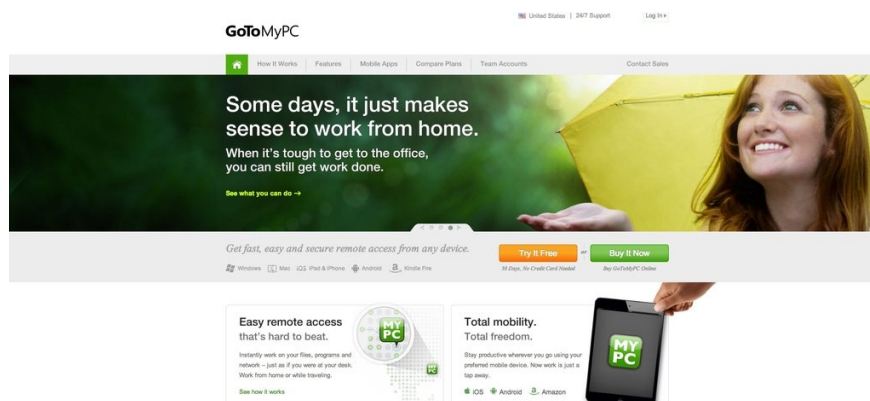 United States | 24/7 Support
Log In
GoToMyPC
How It Works
Features
Mobile Apps
Compare Plans
Team Accounts
Contact Sales
Some days, it just makes
sense to work from home.
When it's tough to get to the office,
you can still get work done.
See what you can do →
Get fast, easy and secure remote access from any device.
Try It Free
or
Buy It Now
Windows
Mac
iOS iPad & iPhone
Android
Kindle Fire
30 Days, No Credit Card Needed
Buy GoToMyPC Online
Easy remote access
that's hard to beat.
Instantly work on your files, programs and
network – just as if you were at your desk.
Work from home or while traveling.
See how it works
MY
PC
MY
PC
Total mobility.
Total freedom.
Stay productive wherever you go using your
preferred mobile device. Now work is just a
tap away.
iOS
Android
Amazon
MY
PC